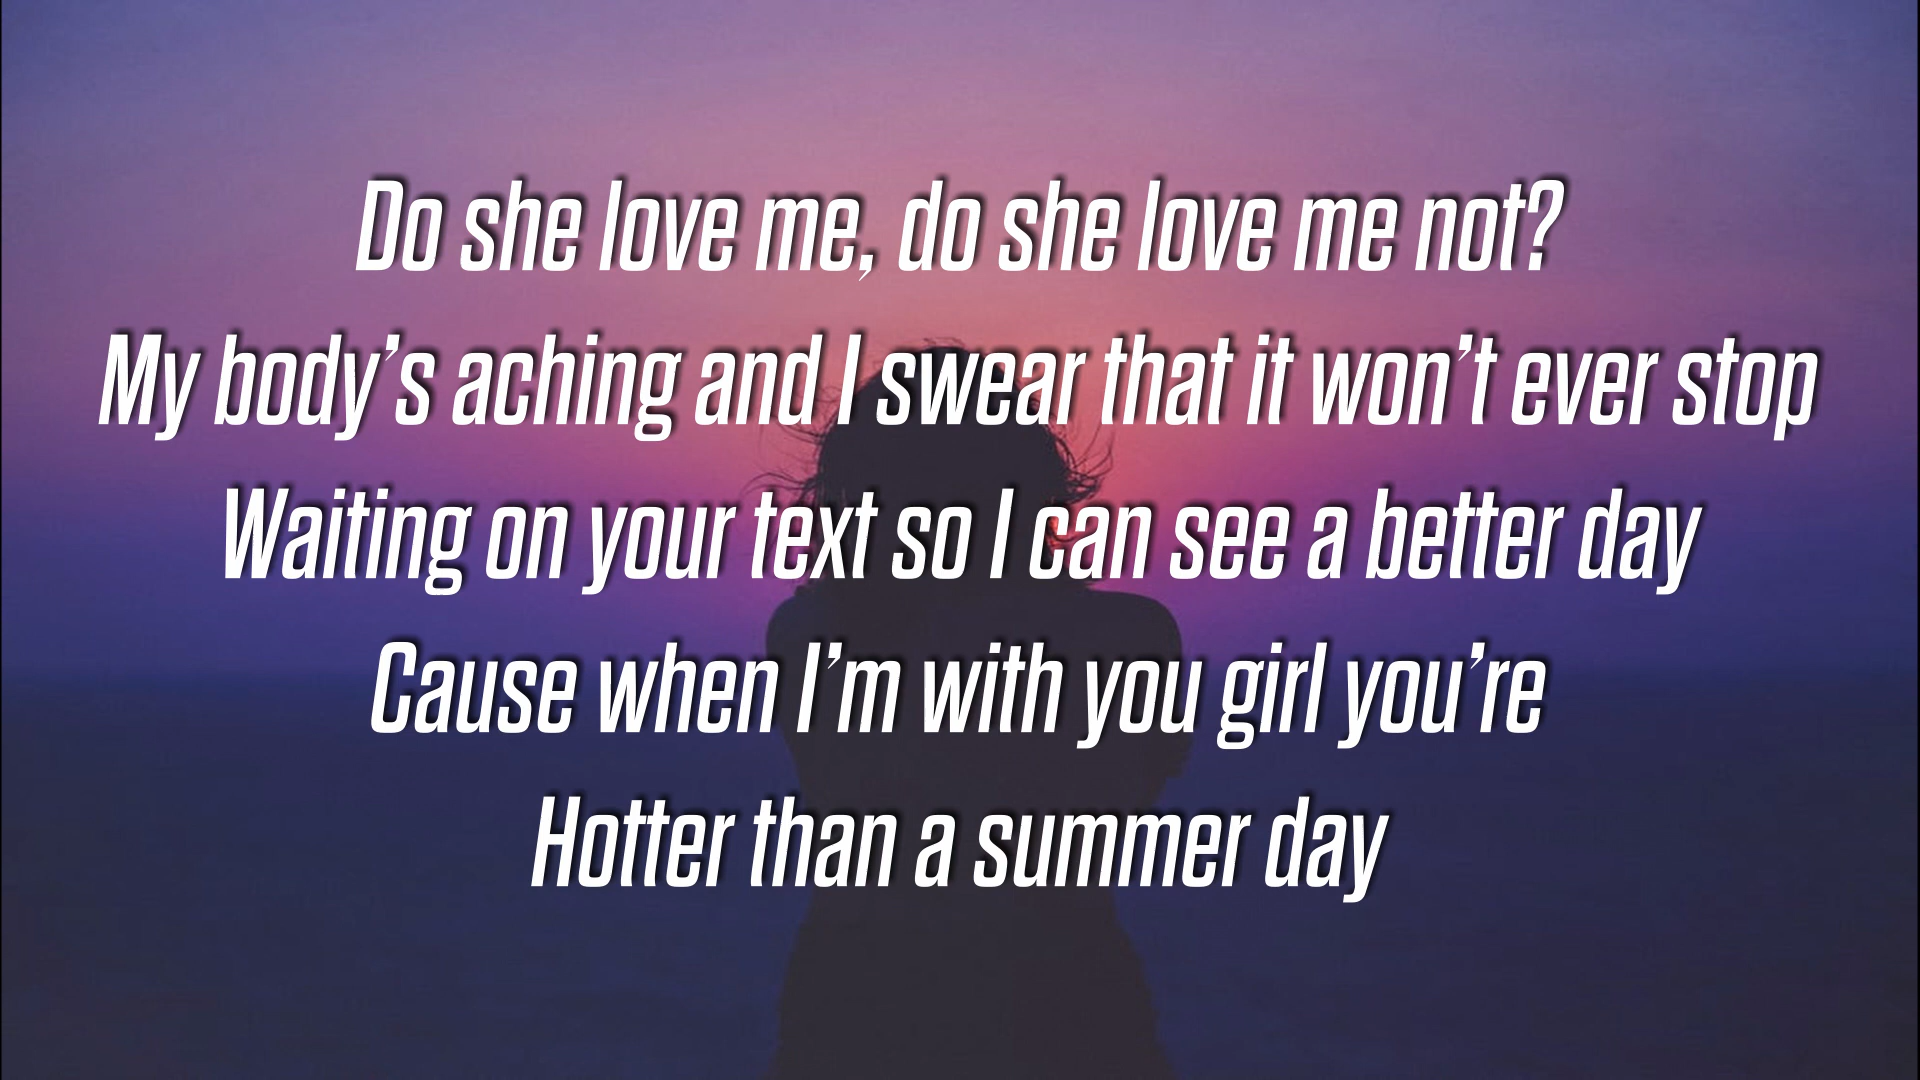 Do she love me, do she love me not?
My body's aching and I swear that it won't ever stop
Waiting on your text so I can see a better day
Cause when I'm with you girl you're
Hotter than a summer day